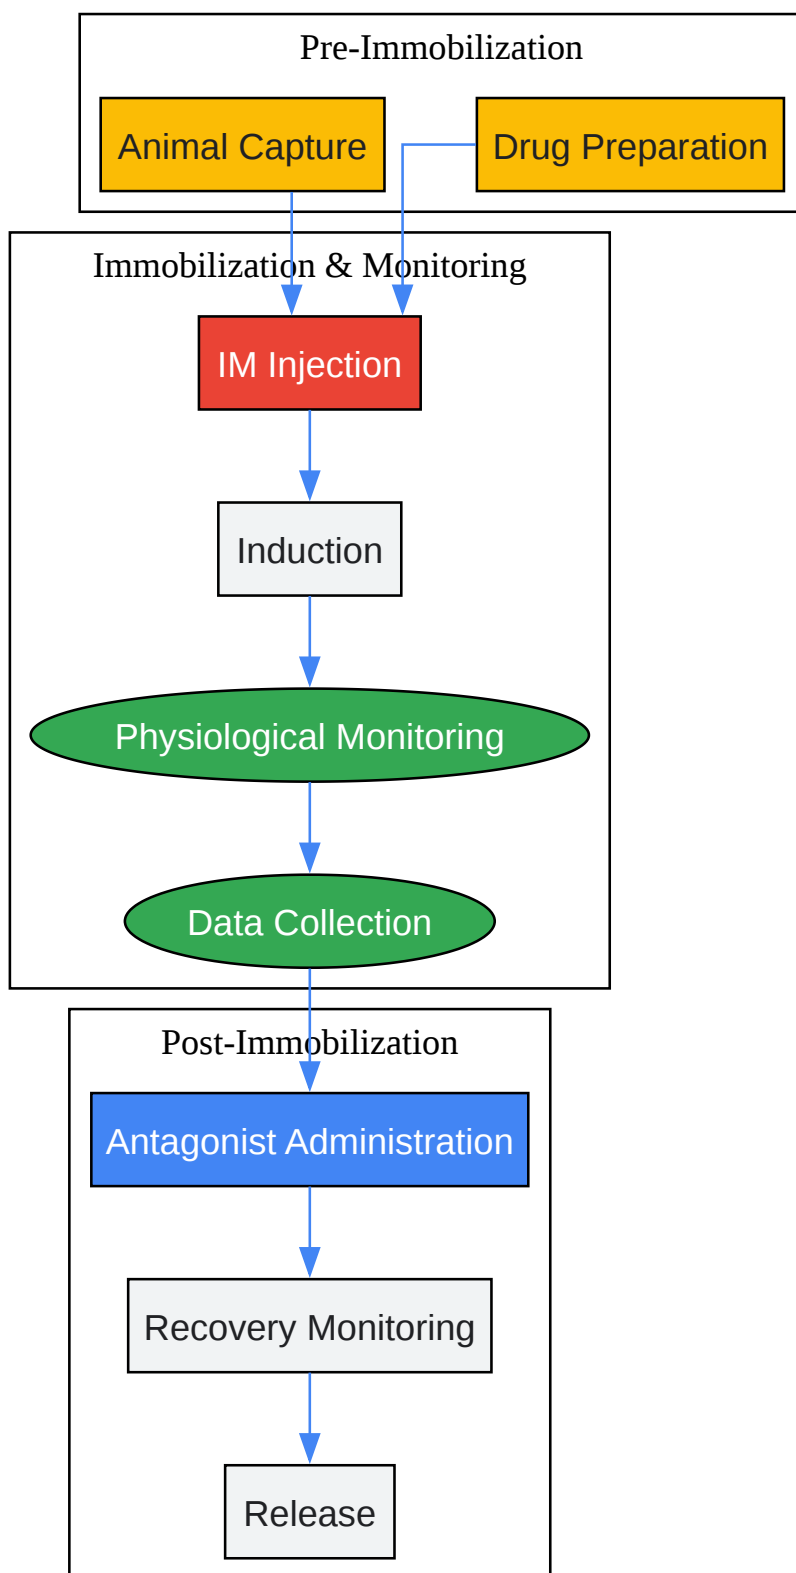 Pre-Immobilization
Animal Capture
Drug Preparation
Immobilization & Monitoring
IM Injection
Induction
Physiological Monitoring
Data Collection
Post-Immobilization
Antagonist Administration
Recovery Monitoring
Release